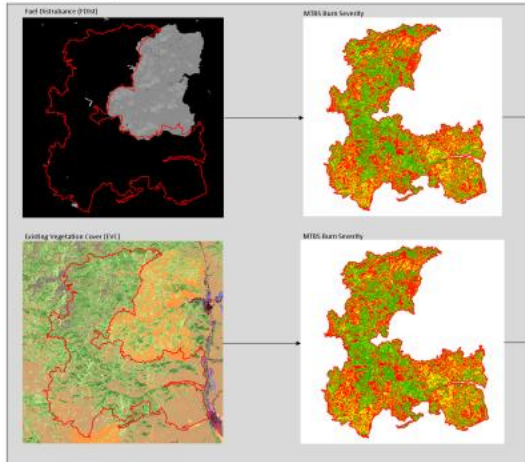 Fuel Disturbance (FDist)
MTBS Burn Severity
Existing Vegetation Cover (EVC)
MTBS Burn Severity